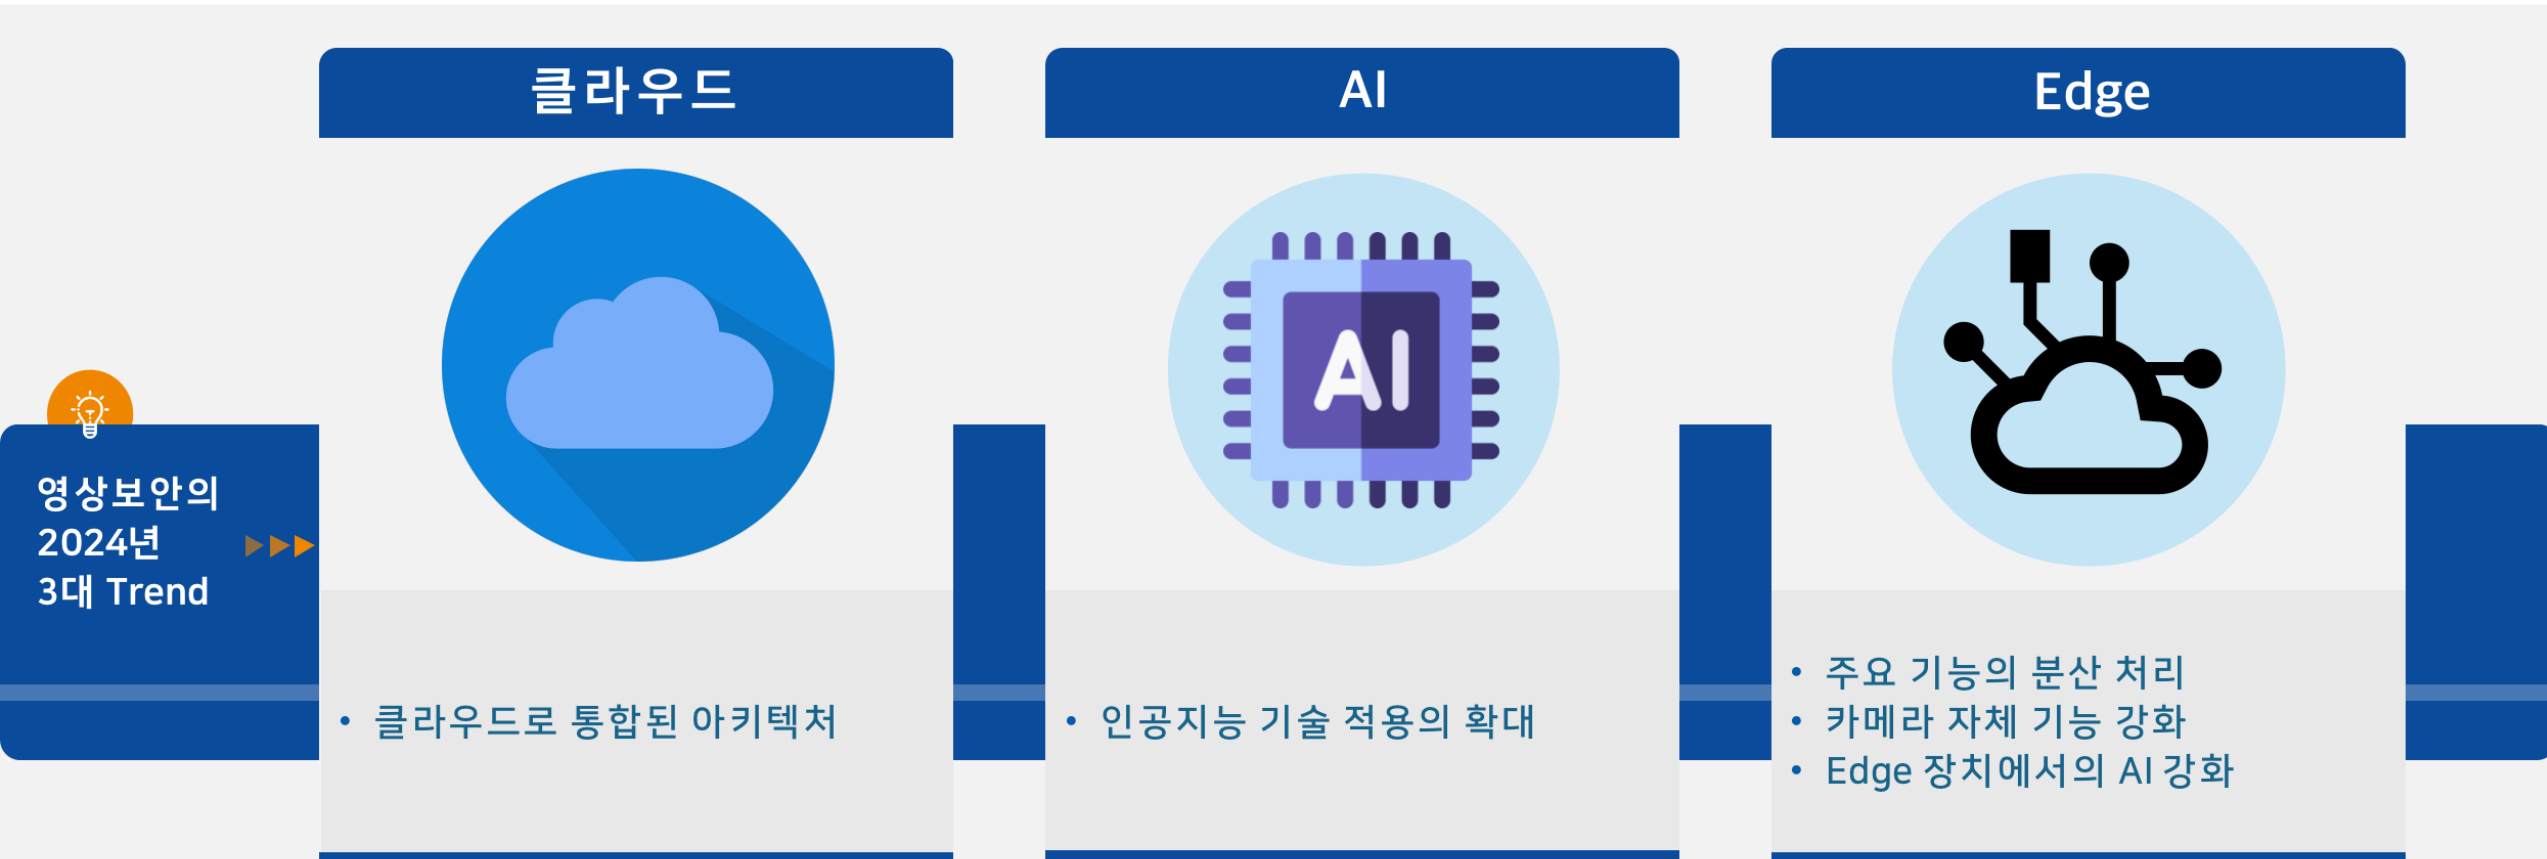 클라우드
AI
Edge
AI
영상보안의
2024년
3대 Trend
• 클라우드로 통합된 아키텍처
• 인공지능 기술 적용의 확대
• 주요 기능의 분산 처리
• 카메라 자체 기능 강화
• Edge 장치에서의 AI 강화